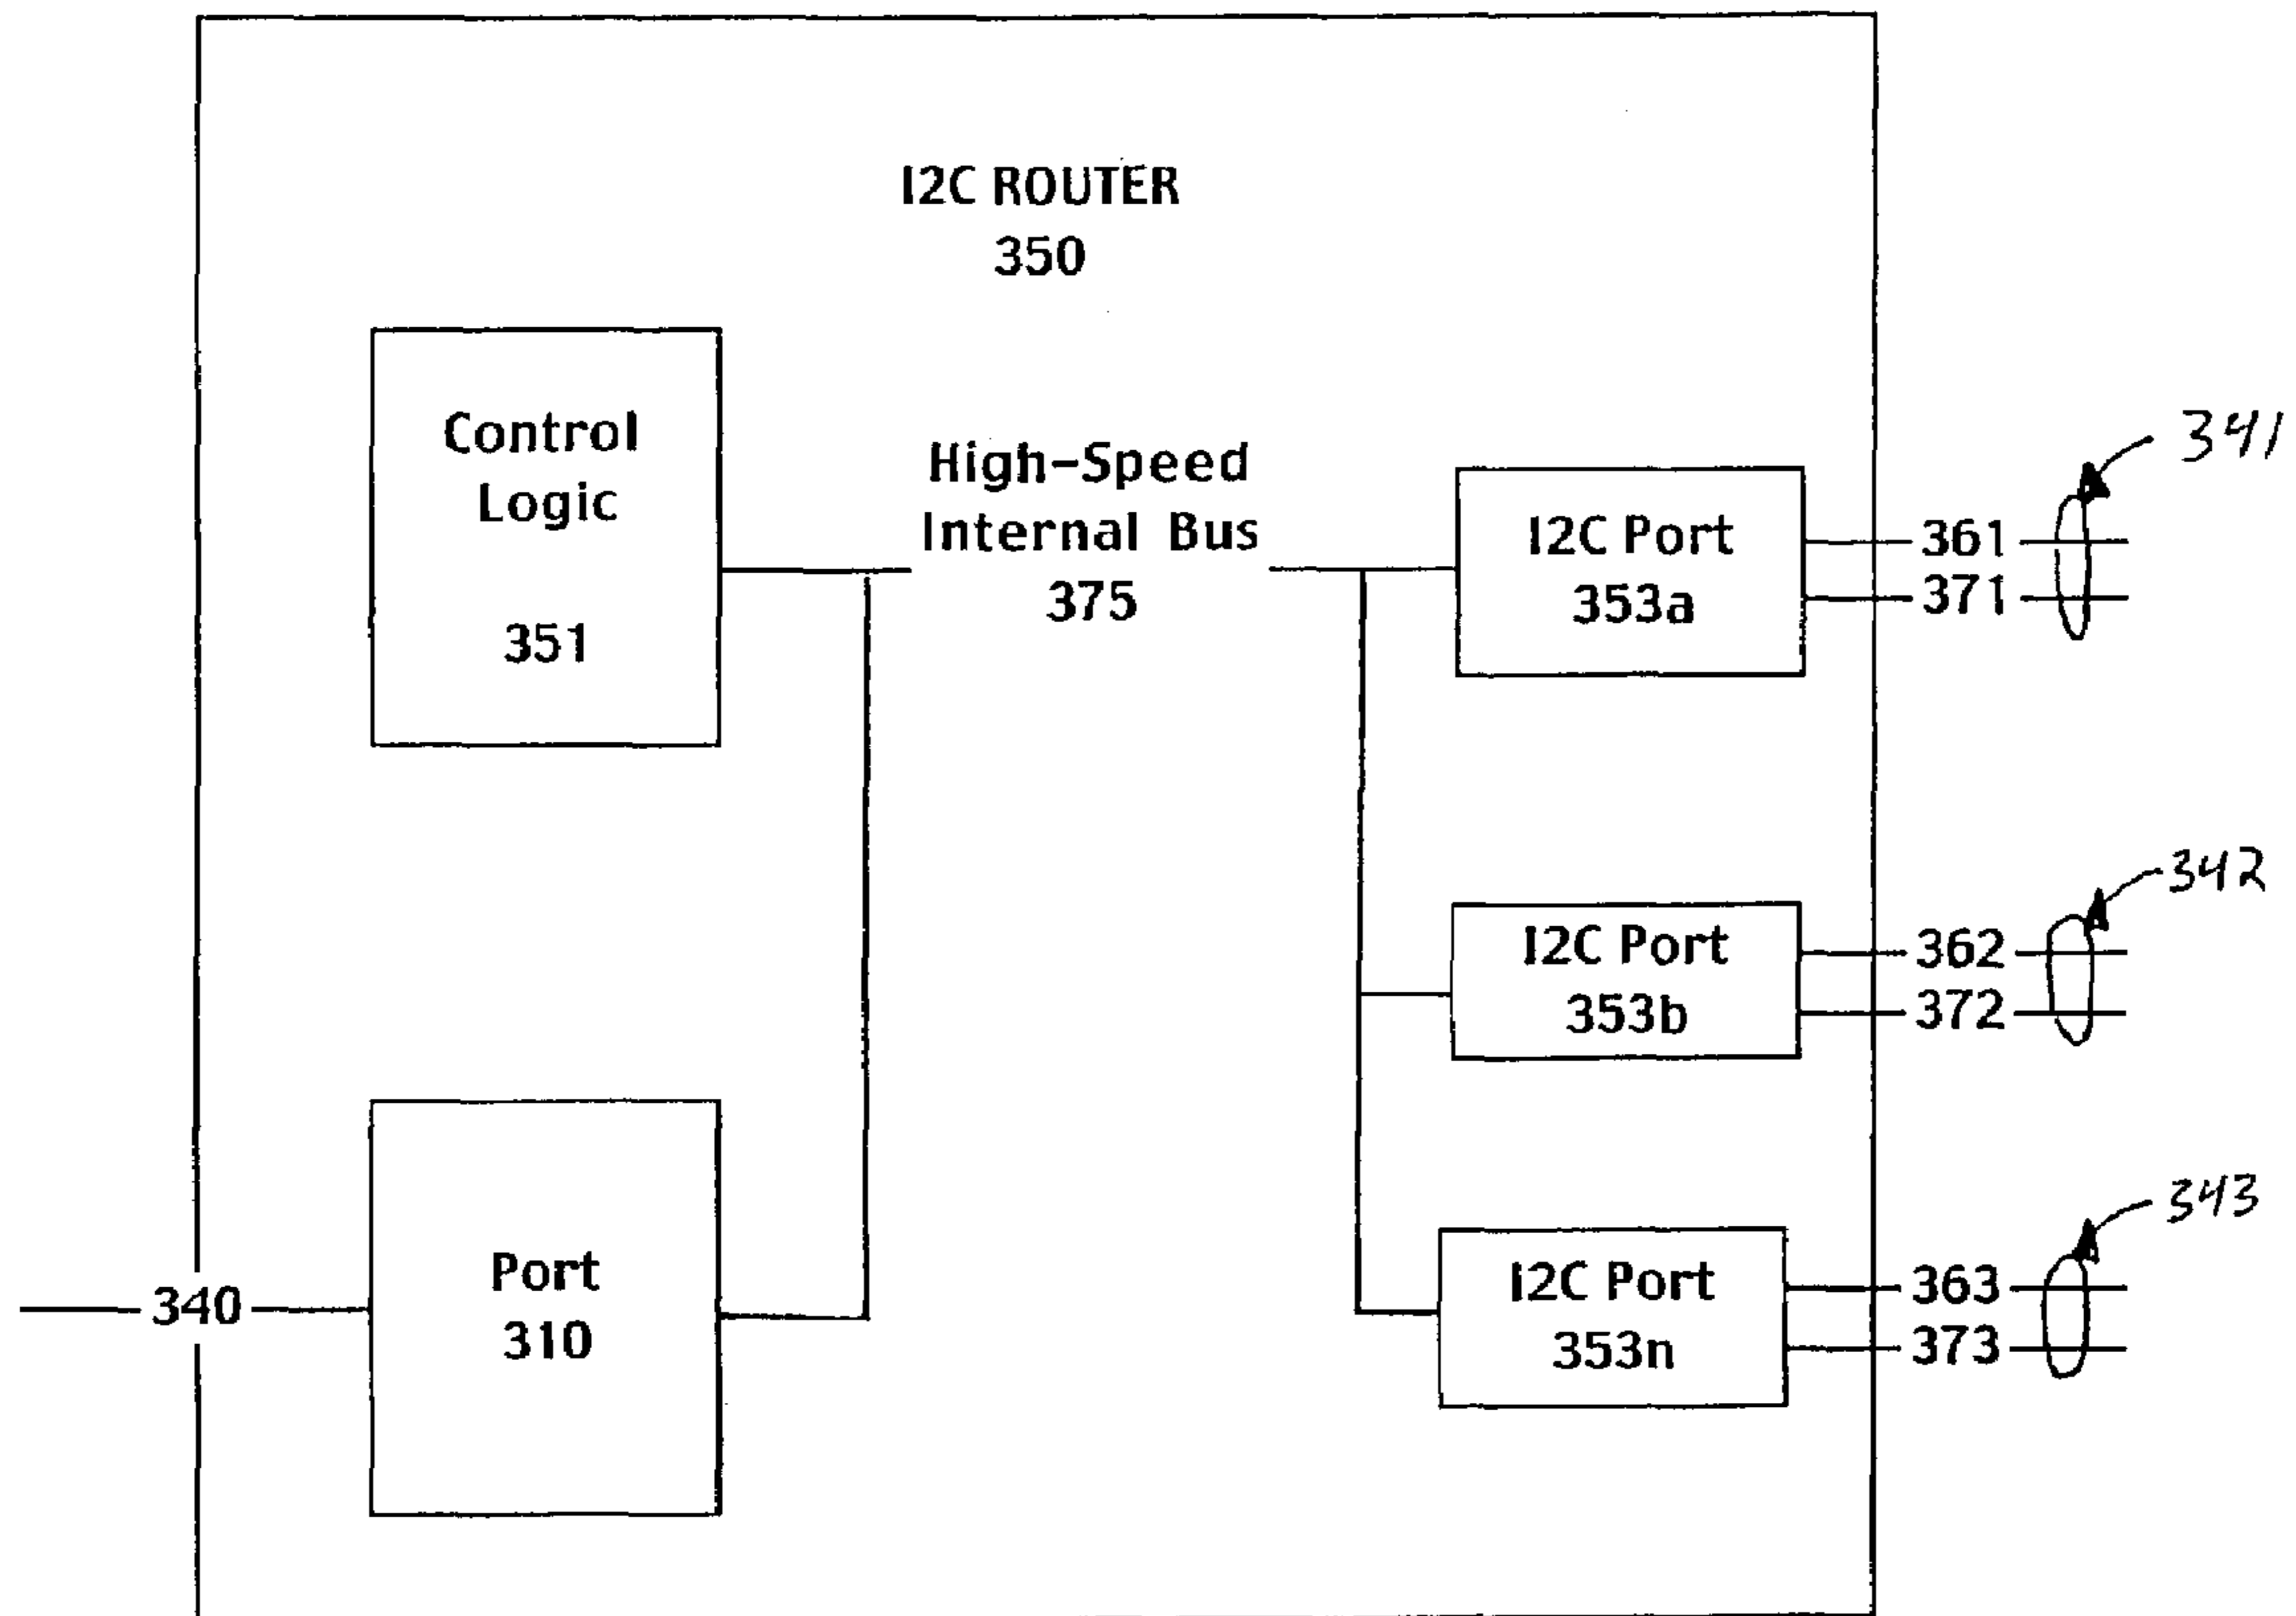 I2C ROUTER
350
Control
Logic
351
High-Speed
Internal Bus
375
I2C Port
353a
361
371
341
I2C Port
353b
362
372
342
Port
310
340
I2C Port
353n
363
373
343